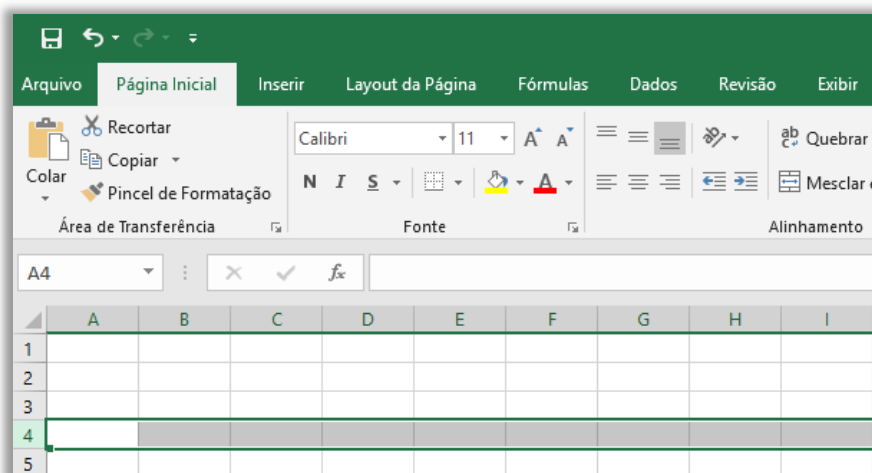 Arquivo Página Inicial Inserir Layout da Página Fórmulas Dados Revisão Exibir
Colar
Recortar
Copiar
Pincel de Formatação
Área de Transferência
Calibri 11 A A
N I S A
Fonte
ab c Quebrar
Mesclar
Alinhamento
A4 fx
A B C D E F G H I
1
2
3
4
5